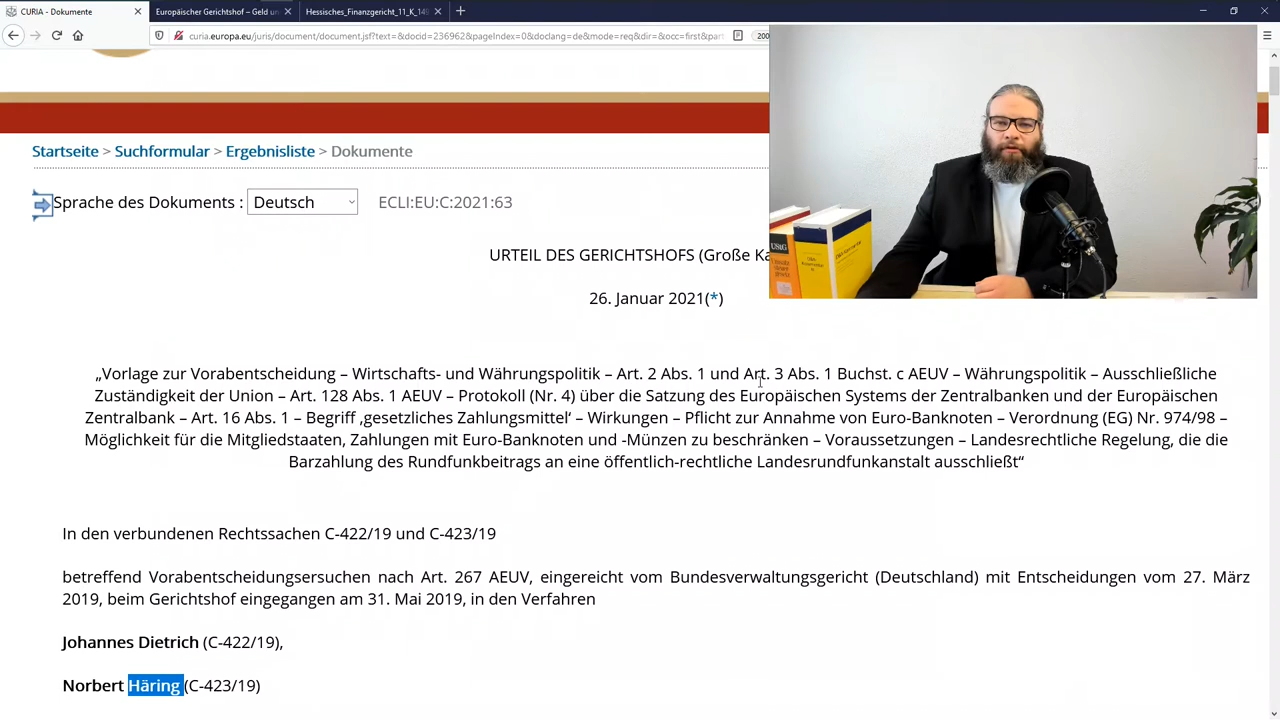 CURIA - Dokumente
Europäischer Gerichtshof – Geld un
Hessisches_Finanzgericht_11_K_149
curia.europa.eu/juris/document/document.jsf?text=&docid=236962&pageIndex=0&doclang=de&mode=req&dir=&occ=first&part
200
Startseite > Suchformular > Ergebnisliste > Dokumente
Sprache des Dokuments : Deutsch ECLI:EU:C:2021:63
URTEIL DES GERICHTSHOFS (Große Ka
26. Januar 2021(*)
„Vorlage zur Vorabentscheidung – Wirtschafts- und Währungspolitik – Art. 2 Abs. 1 und Art. 3 Abs. 1 Buchst. c AEUV – Währungspolitik – Ausschließliche
Zuständigkeit der Union – Art. 128 Abs. 1 AEUV – Protokoll (Nr. 4) über die Satzung des Europäischen Systems der Zentralbanken und der Europäischen
Zentralbank – Art. 16 Abs. 1 – Begriff ‚gesetzliches Zahlungsmittel‘ – Wirkungen – Pflicht zur Annahme von Euro-Banknoten – Verordnung (EG) Nr. 974/98 –
Möglichkeit für die Mitgliedstaaten, Zahlungen mit Euro-Banknoten und -Münzen zu beschränken – Voraussetzungen – Landesrechtliche Regelung, die die
Barzahlung des Rundfunkbeitrags an eine öffentlich-rechtliche Landesrundfunkanstalt ausschließt“
In den verbundenen Rechtssachen C-422/19 und C-423/19
betreffend Vorabentscheidungsersuchen nach Art. 267 AEUV, eingereicht vom Bundesverwaltungsgericht (Deutschland) mit Entscheidungen vom 27. März
2019, beim Gerichtshof eingegangen am 31. Mai 2019, in den Verfahren
Johannes Dietrich (C-422/19),
Norbert Häring (C-423/19)
UStG